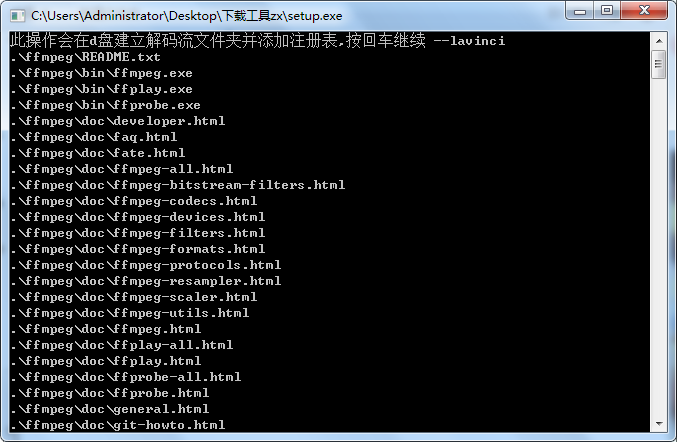 C:\Users\Administrator\Desktop\下载工具zx\setup.exe
此操作会在d盘建立解码流文件夹并添加注册表,按回车继续 --lavinci
.\ffmpeg\README.txt
.\ffmpeg\bin\ffmpeg.exe
.\ffmpeg\bin\ffplay.exe
.\ffmpeg\bin\ffprobe.exe
.\ffmpeg\doc\developer.html
.\ffmpeg\doc\faq.html
.\ffmpeg\doc\fate.html
.\ffmpeg\doc\ffmpeg-all.html
.\ffmpeg\doc\ffmpeg-bitstream-filters.html
.\ffmpeg\doc\ffmpeg-codecs.html
.\ffmpeg\doc\ffmpeg-devices.html
.\ffmpeg\doc\ffmpeg-filters.html
.\ffmpeg\doc\ffmpeg-formats.html
.\ffmpeg\doc\ffmpeg-protocols.html
.\ffmpeg\doc\ffmpeg-resampler.html
.\ffmpeg\doc\ffmpeg-scaler.html
.\ffmpeg\doc\ffmpeg-utils.html
.\ffmpeg\doc\ffmpeg.html
.\ffmpeg\doc\ffplay-all.html
.\ffmpeg\doc\ffplay.html
.\ffmpeg\doc\ffprobe-all.html
.\ffmpeg\doc\ffprobe.html
.\ffmpeg\doc\general.html
.\ffmpeg\doc\git-howto.html